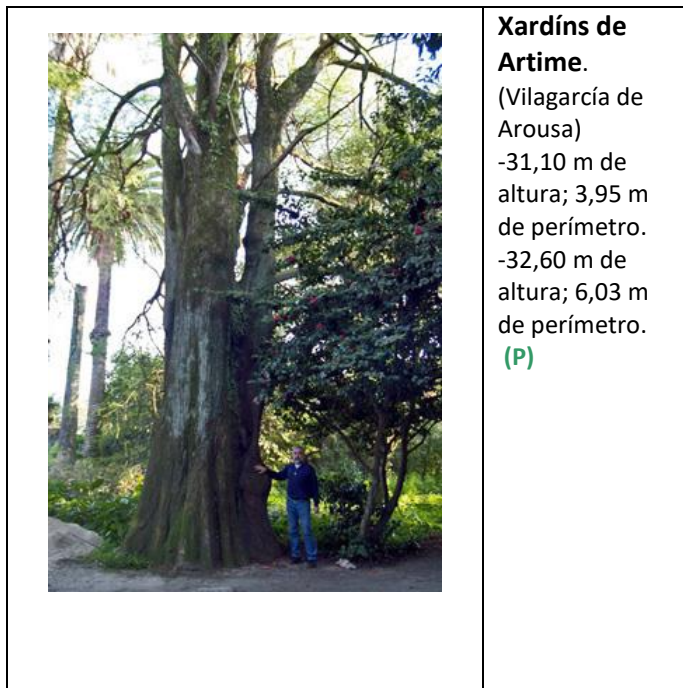 Xardíns de
Artime.
(Vilagarcía de
Arousa)
-31,10 m de
altura; 3,95 m
de perímetro.
-32,60 m de
altura; 6,03 m
de perímetro.
(P)